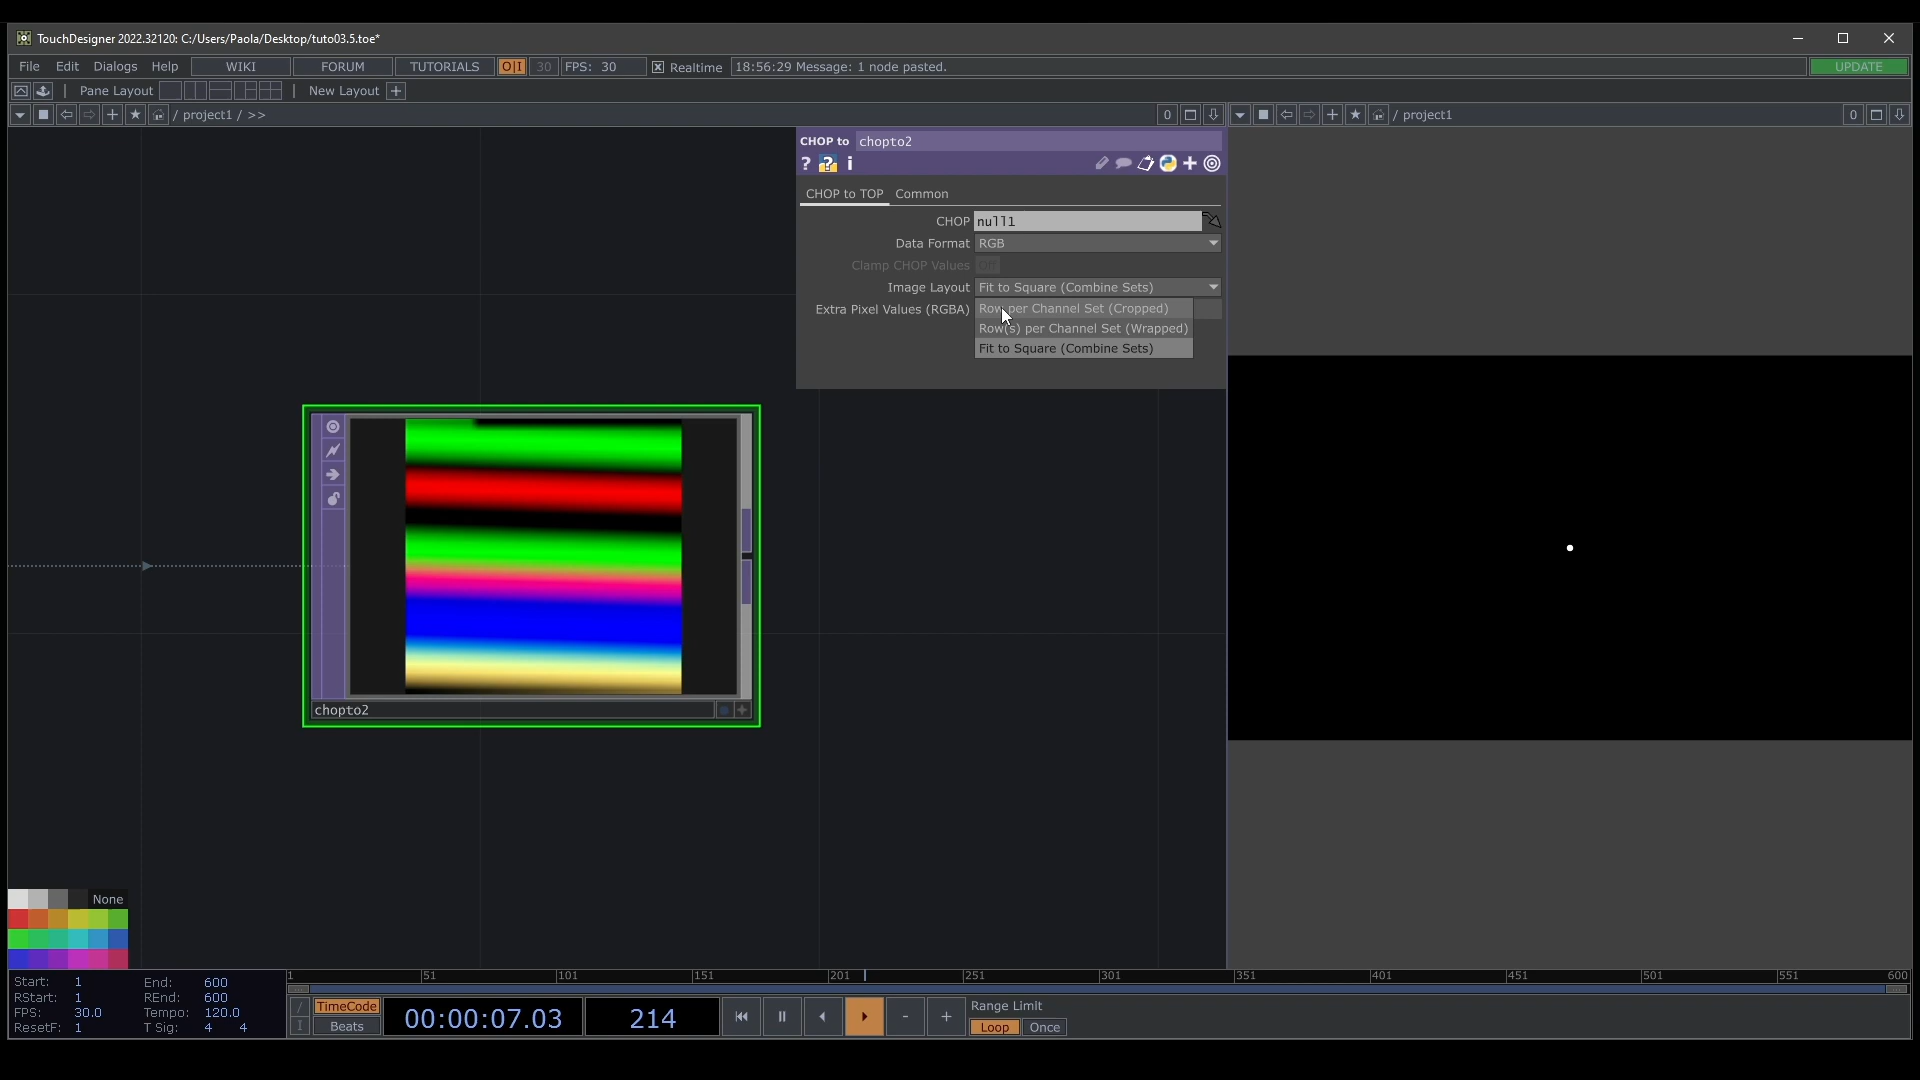 TouchDesigner 2022.32120: C:/Users/Paola/Desktop/tuto03.5.toe*
File Edit Dialogs Help WIKI FORUM TUTORIALS O|I 30 FPS: 30 Realtime 18:56:29 Message: 1 node pasted. UPDATE
Pane Layout New Layout +
/ project1 / >> 0 / project1 0
CHOP to chopto2
? ? i
CHOP to TOP Common
CHOP null1
Data Format RGB
Clamp CHOP Values Off
Image Layout Fit to Square (Combine Sets)
Extra Pixel Values (RGBA) Row per Channel Set (Cropped)
Row(s) per Channel Set (Wrapped)
Fit to Square (Combine Sets)
chopto2
None
1 51 101 151 201 251 301 351 401 451 501 551 600
Start: 1 End: 600
RStart: 1 REnd: 600
FPS: 30.0 Tempo: 120.0
ResetF: 1 T Sig: 4 4
TimeCode
Beats
00:00:07.03 214
Range Limit
Loop Once